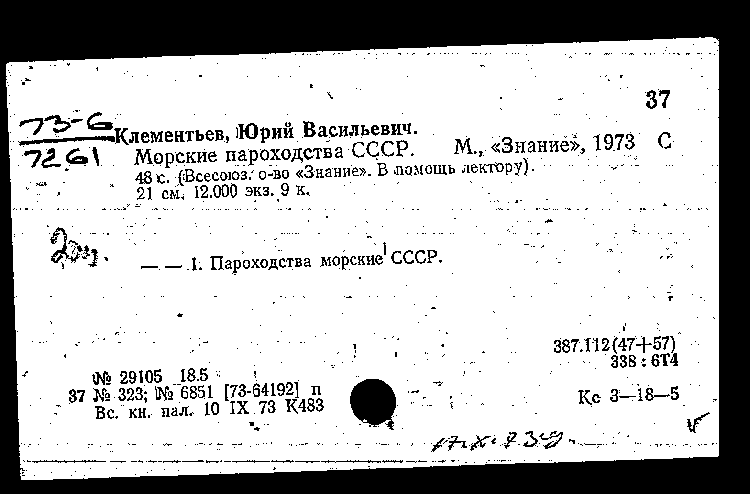 37
73-6
7261
Клементьев, Юрий Васильевич.
Морские пароходства СССР. М., «Знание», 1973 С
48 с. (Всесоюз. о-во «Знание». В помощь лектору).
21 см. 12.000 экз. 9 к.
2оэ.
— — 1. Пароходства морские СССР.
387.112(47+57)
338 : 6Т4
№ 29105 18.5
37 № 323; № 6851 [73-64192] п
Вс. кн. пал. 10 IX 73 К483
Кс 3—18—5